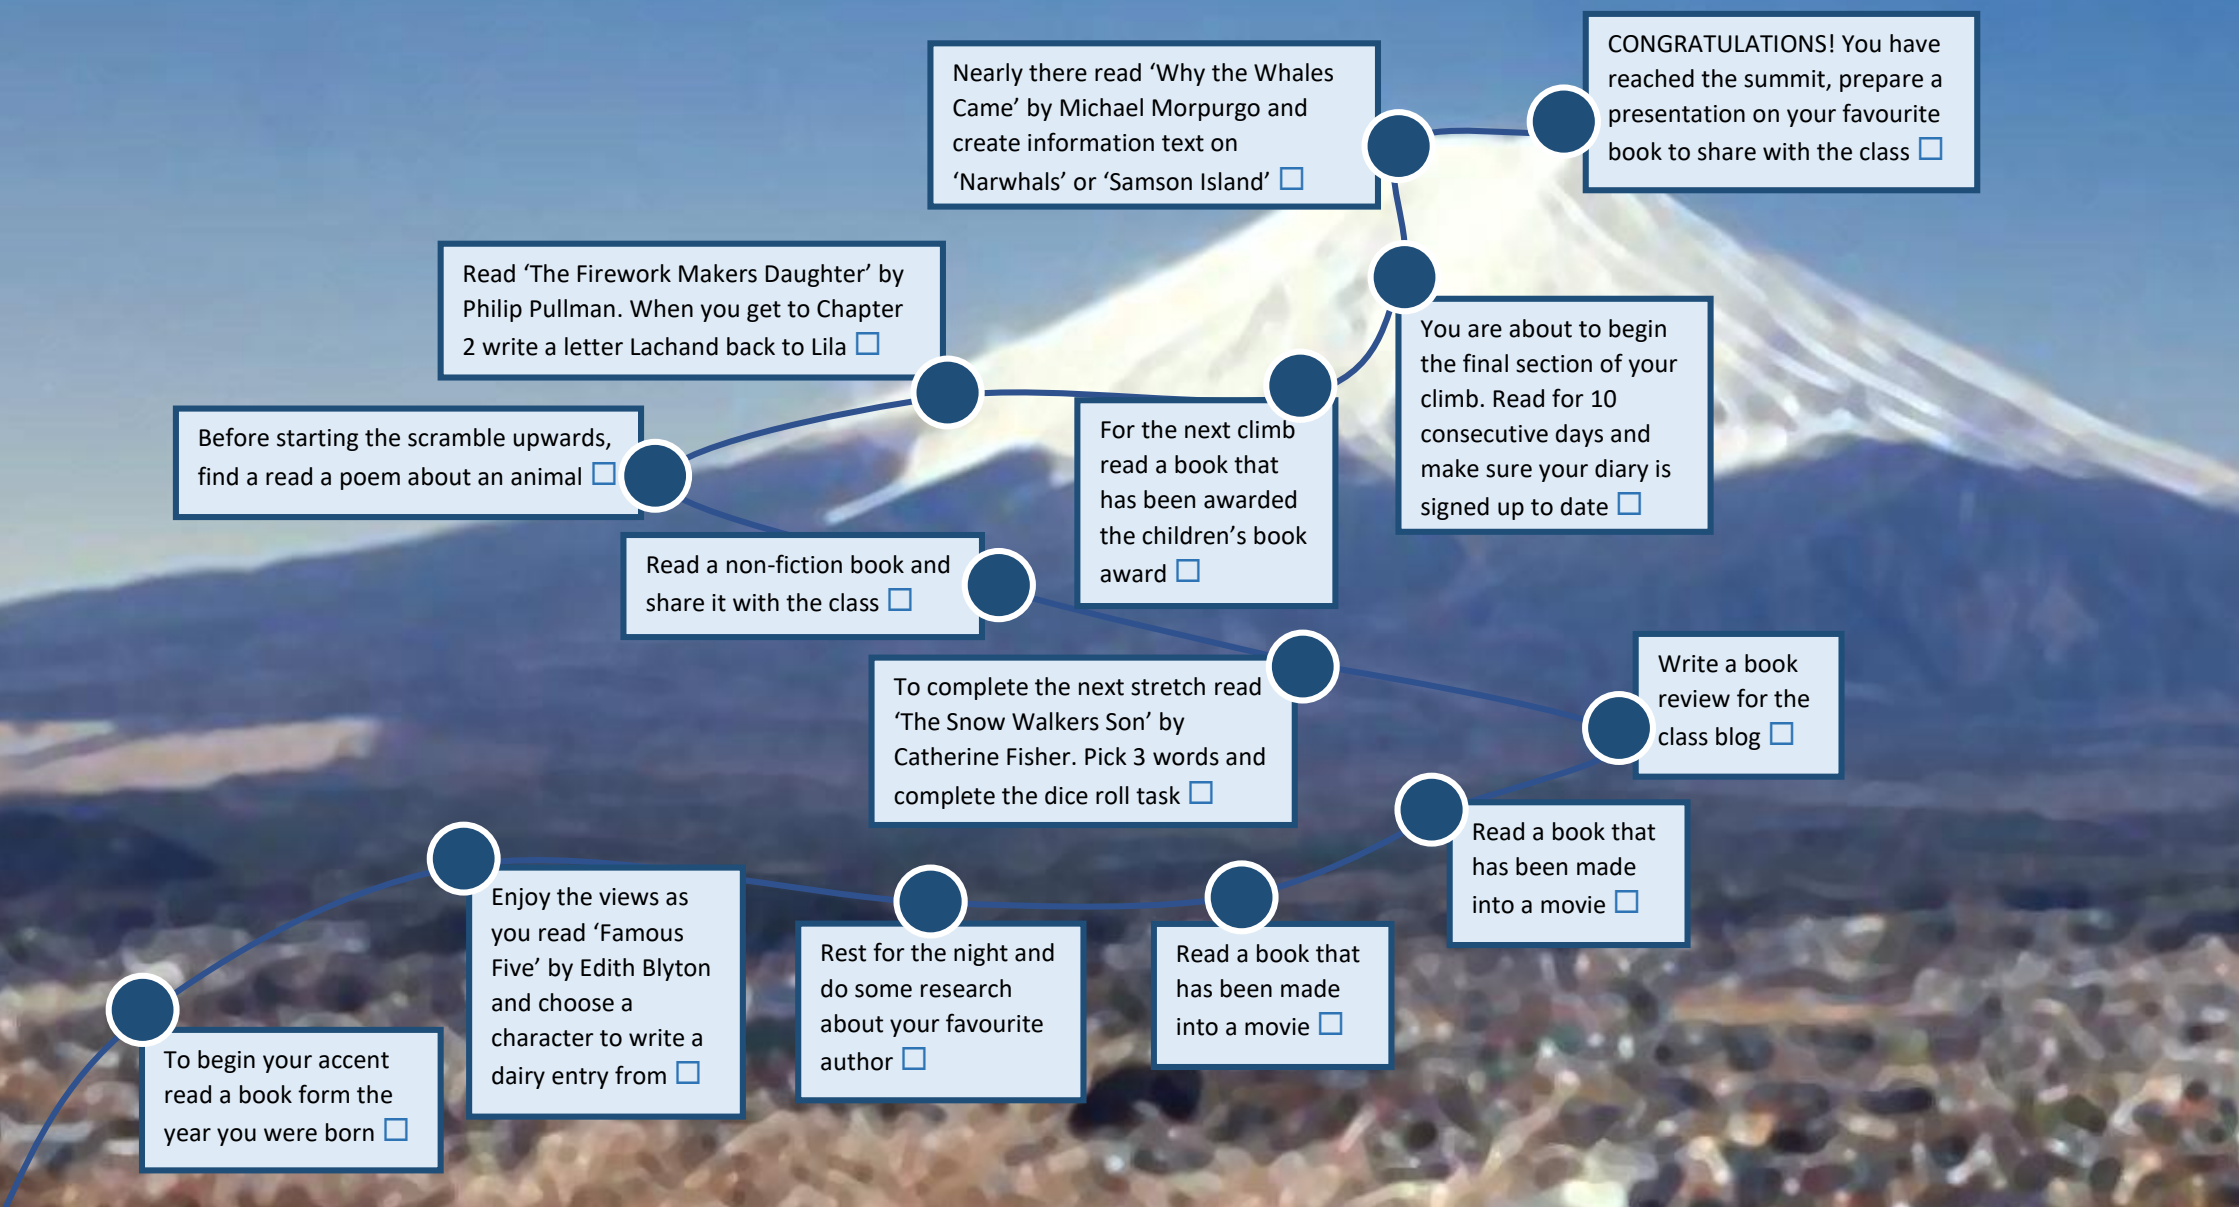 CONGRATULATIONS! You have
reached the summit, prepare a
presentation on your favourite
book to share with the class ☐
Nearly there read ‘Why the Whales
Came’ by Michael Morpurgo and
create information text on
‘Narwhals’ or ‘Samson Island’ ☐
Read ‘The Firework Makers Daughter’ by
Philip Pullman. When you get to Chapter
2 write a letter Lachand back to Lila ☐
You are about to begin
the final section of your
climb. Read for 10
consecutive days and
make sure your diary is
signed up to date ☐
Before starting the scramble upwards,
find a read a poem about an animal ☐
For the next climb
read a book that
has been awarded
the children’s book
award ☐
Read a non-fiction book and
share it with the class ☐
To complete the next stretch read
‘The Snow Walkers Son’ by
Catherine Fisher. Pick 3 words and
complete the dice roll task ☐
Write a book
review for the
class blog ☐
Read a book that
has been made
into a movie ☐
Enjoy the views as
you read ‘Famous
Five’ by Edith Blyton
and choose a
character to write a
dairy entry from ☐
Rest for the night and
do some research
about your favourite
author ☐
Read a book that
has been made
into a movie ☐
To begin your accent
read a book form the
year you were born ☐